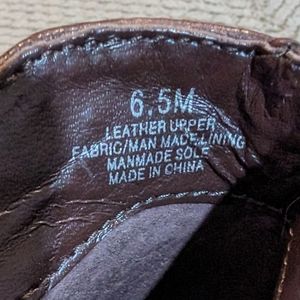 6.5M
LEATHER UPPER
FABRIC/MAN MADE LINING
MANMADE SOLE
MADE IN CHINA